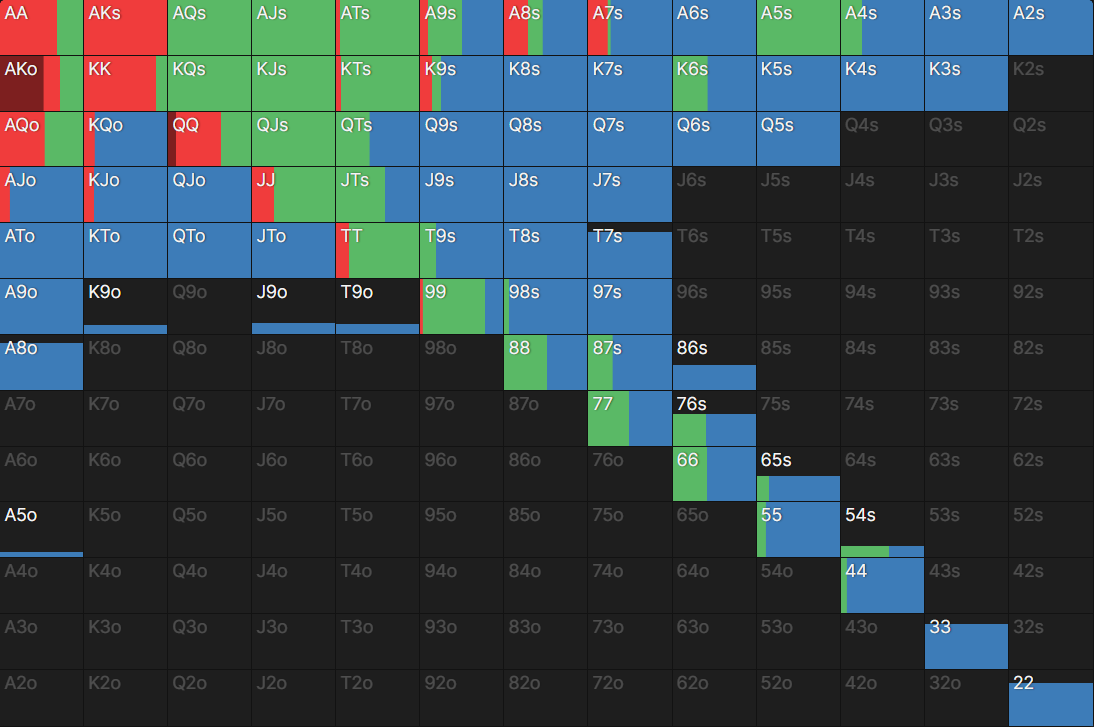 AA AKs AQs AJs ATs A9s A8s A7s A6s A5s A4s A3s A2s
AKo KK KQs KJs KTs K9s K8s K7s K6s K5s K4s K3s K2s
AQo KQo QQ QJs QTs Q9s Q8s Q7s Q6s Q5s Q4s Q3s Q2s
AJo KJo QJo JJ JTs J9s J8s J7s J6s J5s J4s J3s J2s
ATo KTo QTo JTo TT T9s T8s T7s T6s T5s T4s T3s T2s
A9o K9o Q9o J9o T9o 99 98s 97s 96s 95s 94s 93s 92s
A8o K8o Q8o J8o T8o 98o 88 87s 86s 85s 84s 83s 82s
A7o K7o Q7o J7o T7o 97o 87o 77 76s 75s 74s 73s 72s
A6o K6o Q6o J6o T6o 96o 86o 76o 66 65s 64s 63s 62s
A5o K5o Q5o J5o T5o 95o 85o 75o 65o 55 54s 53s 52s
A4o K4o Q4o J4o T4o 94o 84o 74o 64o 54o 44 43s 42s
A3o K3o Q3o J3o T3o 93o 83o 73o 63o 53o 43o 33 32s
A2o K2o Q2o J2o T2o 92o 82o 72o 62o 52o 42o 32o 22